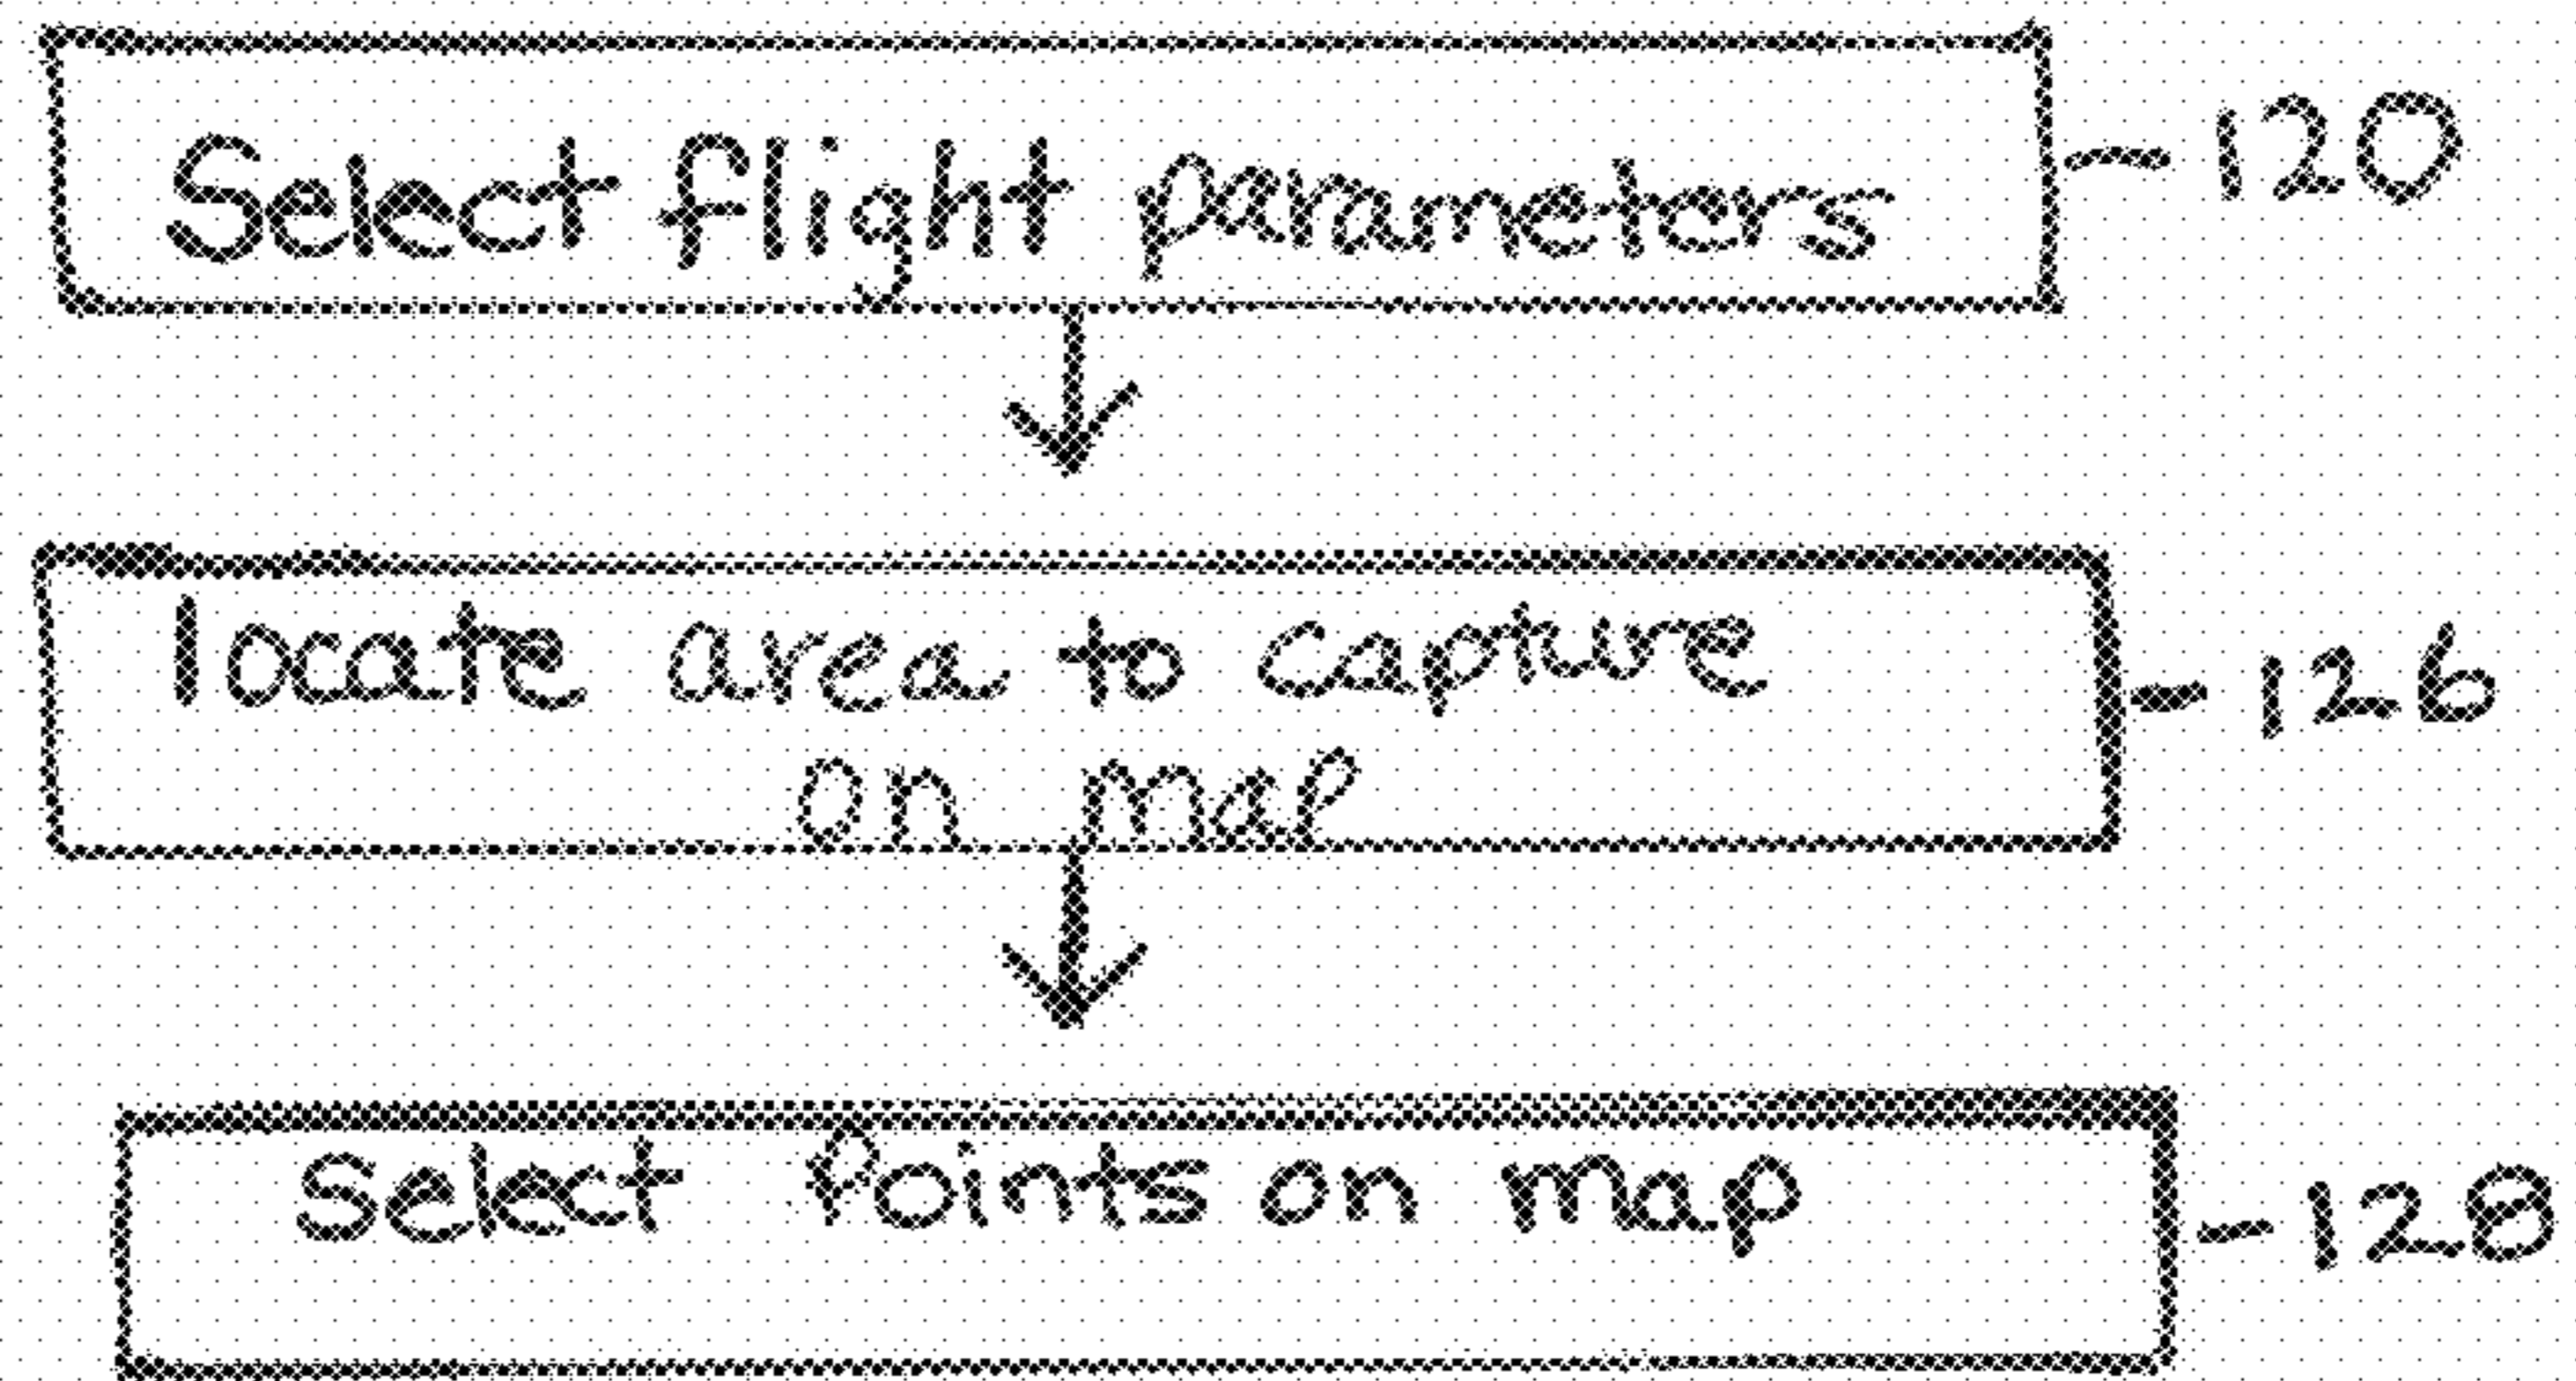 Select flight parameters - 120
locate area to capture - 126
on map
Select Points on map - 128